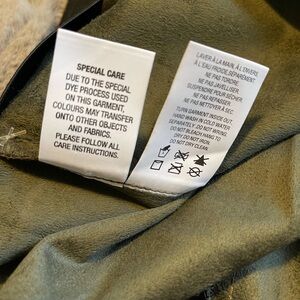 SPECIAL CARE
DUE TO THE SPECIAL
DYE PROCESS USED
ON THIS GARMENT,
COLOURS MAY TRANSFER
ONTO OTHER OBJECTS
AND FABRICS.
PLEASE FOLLOW ALL
CARE INSTRUCTIONS.
LAVER À LA MAIN, À L'ENVERS,
À L'EAU FROIDE, SÉPARÉMENT.
NE PAS TORDRE.
NE PAS JAVELLISER.
SUSPENDRE POUR SÉCHER.
NE PAS REPASSER.
NE PAS NETTOYER À SEC.
TURN GARMENT INSIDE OUT.
HAND WASH IN COLD WATER
SEPARATELY. DO NOT WRING.
DO NOT BLEACH. HANG TO
DRY. DO NOT IRON.
DO NOT DRY CLEAN.